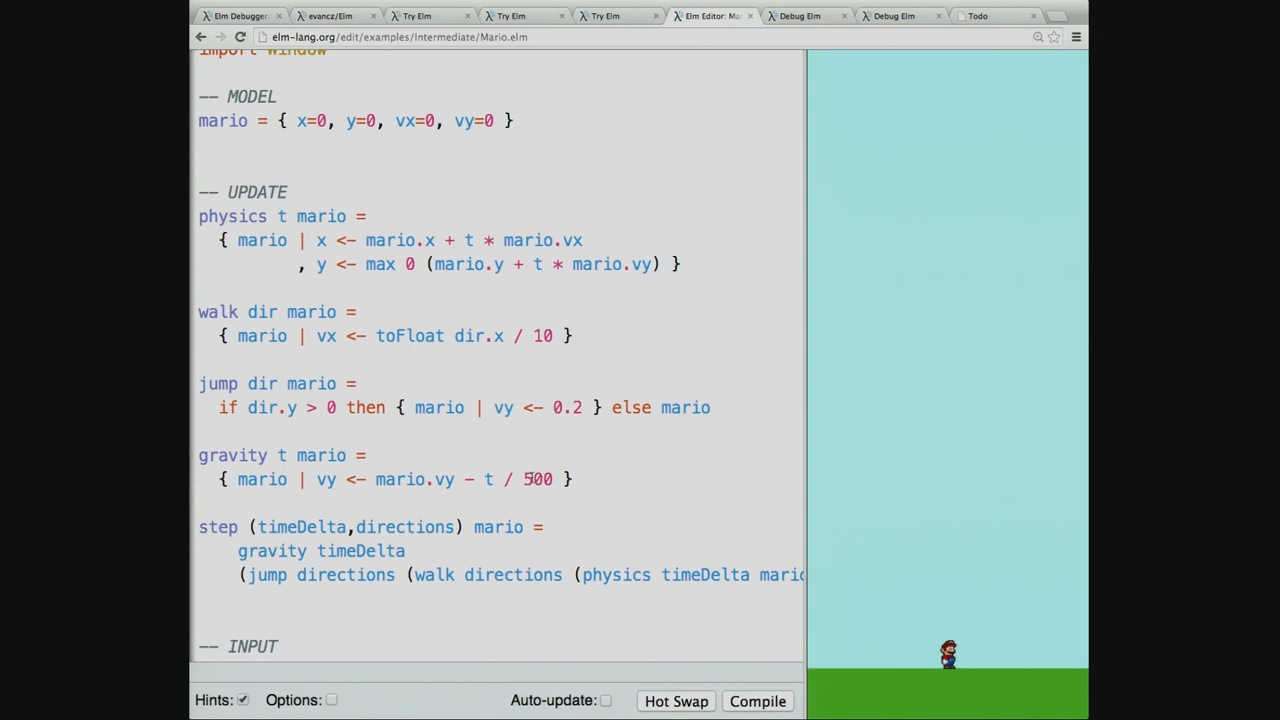 Elm Debugger:
evancz/Elm
Try Elm
Try Elm
Try Elm
Elm Editor: Ma
Debug Elm
Debug Elm
Todo
elm-lang.org/edit/examples/Intermediate/Mario.elm
import Window
-- MODEL
mario = { x=0, y=0, vx=0, vy=0 }
-- UPDATE
physics t mario =
{ mario | x <- mario.x + t * mario.vx
, y <- max 0 (mario.y + t * mario.vy) }
walk dir mario =
{ mario | vx <- toFloat dir.x / 10 }
jump dir mario =
if dir.y > 0 then { mario | vy <- 0.2 } else mario
gravity t mario =
{ mario | vy <- mario.vy - t / 500 }
step (timeDelta,directions) mario =
gravity timeDelta
(jump directions (walk directions (physics timeDelta mario
-- INPUT
Hints: Options: Auto-update: Hot Swap Compile